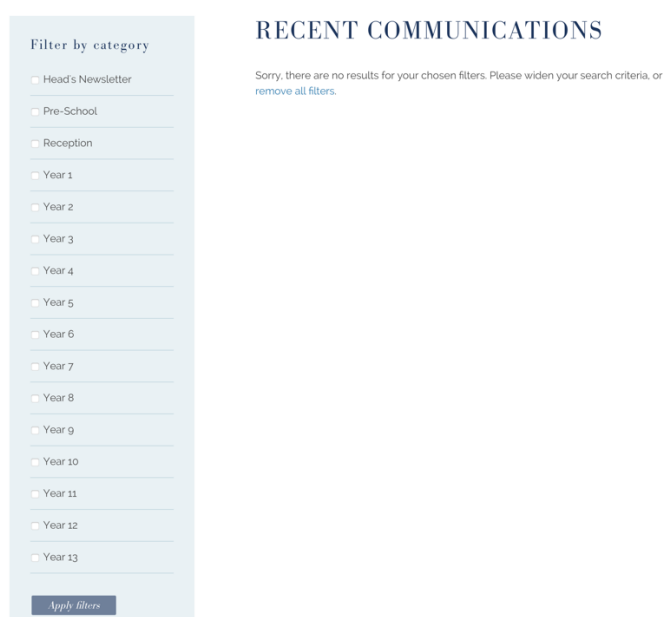 Filter by category
Head's Newsletter
Pre-School
Reception
Year 1
Year 2
Year 3
Year 4
Year 5
Year 6
Year 7
Year 8
Year 9
Year 10
Year 11
Year 12
Year 13
Apply filters
RECENT COMMUNICATIONS
Sorry, there are no results for your chosen filters. Please widen your search criteria, or
remove all filters.